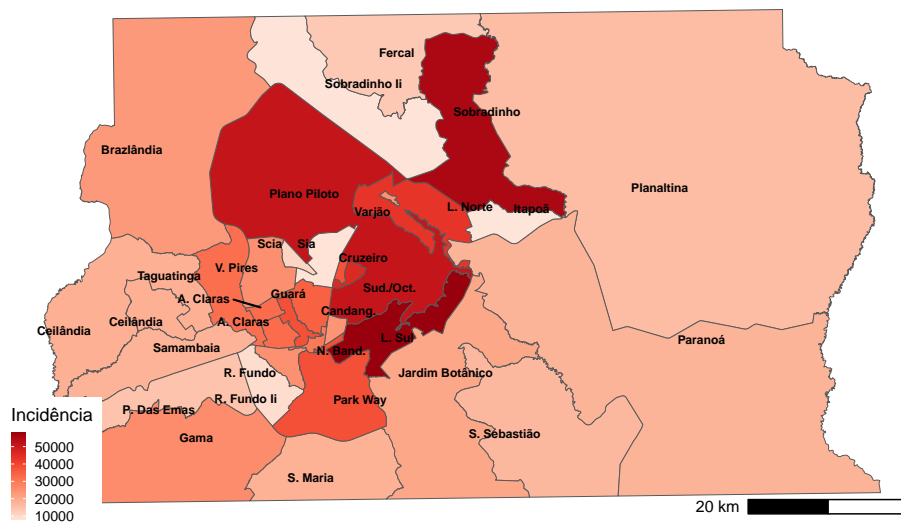 Fercal
Sobradinho Ii
Sobradinho
Brazlândia
Planaltina
Plano Piloto
L. Norte
Itapoã
Varjão
Scia
Sia
Cruzeiro
V. Pires
Taguatinga
Sud./Oct.
A. Claras
Guará
Candang.
Ceilândia
Ceilândia
A. Claras
L. Sul
Paranoá
Samambaia
N. Band.
R. Fundo
Jardim Botânico
R. Fundo Ii
Park Way
P. Das Emas
Gama
S. Sebastião
S. Maria
Incidência
50000
40000
30000
20000
10000
20 km